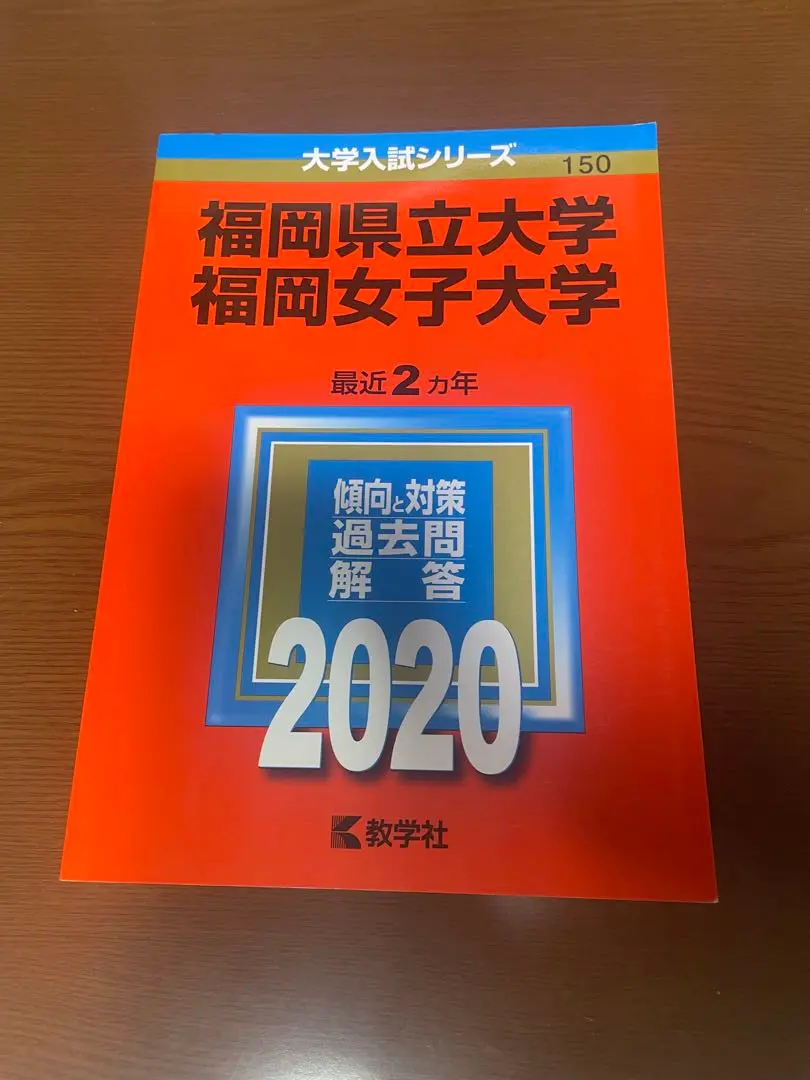 大学入試シリーズ 150
福岡県立大学
福岡女子大学
最近2ヵ年
傾向と対策
過去問
解答
2020
教学社